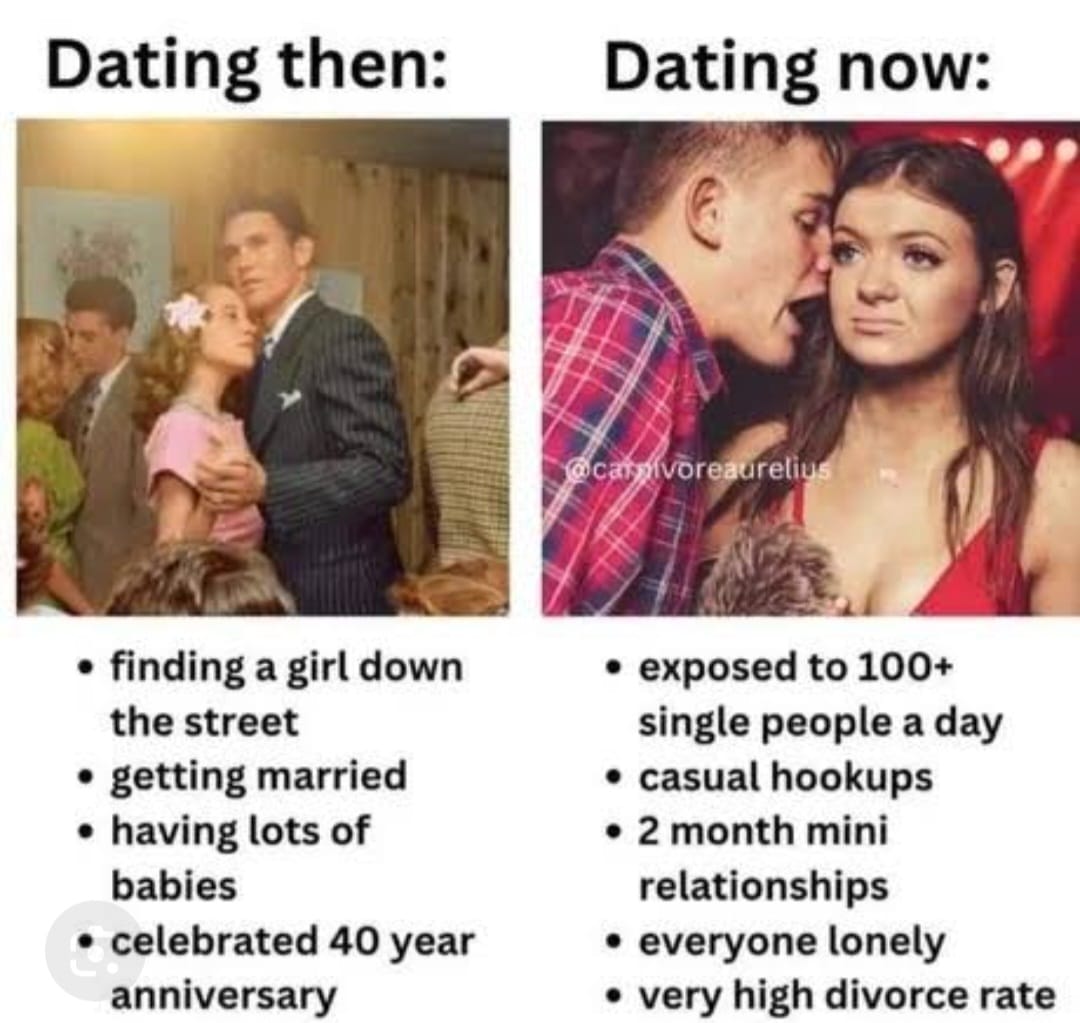 Dating then:
Dating now:
@carnivoreaurelius
• finding a girl down
the street
• getting married
• having lots of
babies
• celebrated 40 year
anniversary
• exposed to 100+
single people a day
• casual hookups
• 2 month mini
relationships
• everyone lonely
• very high divorce rate